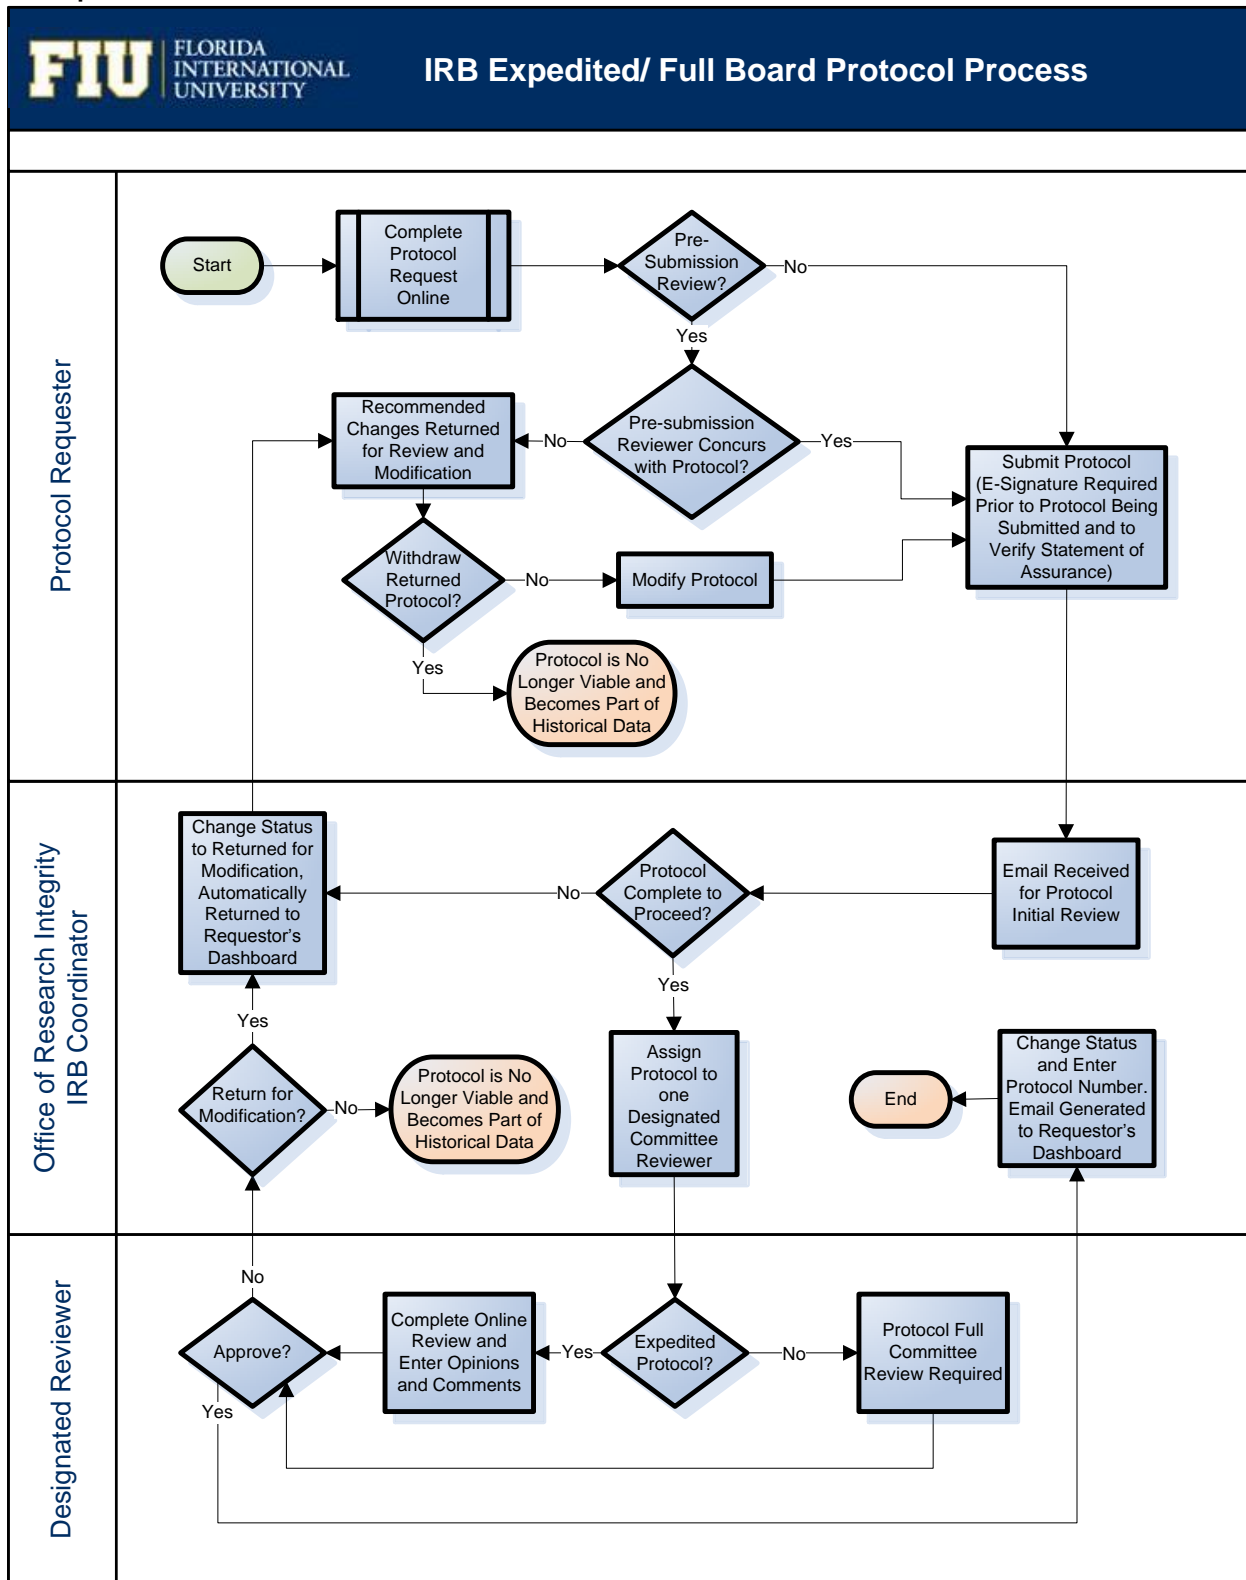 FIU
FLORIDA
INTERNATIONAL
UNIVERSITY
IRB Expedited/ Full Board Protocol Process
Protocol Requester
Start
Complete
Protocol
Request
Online
Pre-
Submission
Review?
No
Yes
Recommended
Changes Returned
for Review and
Modification
No
Pre-submission
Reviewer Concurs
with Protocol?
Yes
Submit Protocol
(E-Signature Required
Prior to Protocol Being
Submitted and to
Verify Statement of
Assurance)
Withdraw
Returned
Protocol?
No
Modify Protocol
Yes
Protocol is No
Longer Viable and
Becomes Part of
Historical Data
Office of Research Integrity
IRB Coordinator
Change Status
to Returned for
Modification,
Automatically
Returned to
Requestor's
Dashboard
No
Protocol
Complete to
Proceed?
Email Received
for Protocol
Initial Review
Yes
Yes
Return for
Modification?
No
Protocol is No
Longer Viable and
Becomes Part of
Historical Data
Assign
Protocol to
one
Designated
Committee
Reviewer
End
Change Status
and Enter
Protocol Number.
Email Generated
to Requestor's
Dashboard
Designated Reviewer
No
Approve?
Complete Online
Review and
Enter Opinions
and Comments
Yes
Expedited
Protocol?
No
Protocol Full
Committee
Review Required
Yes